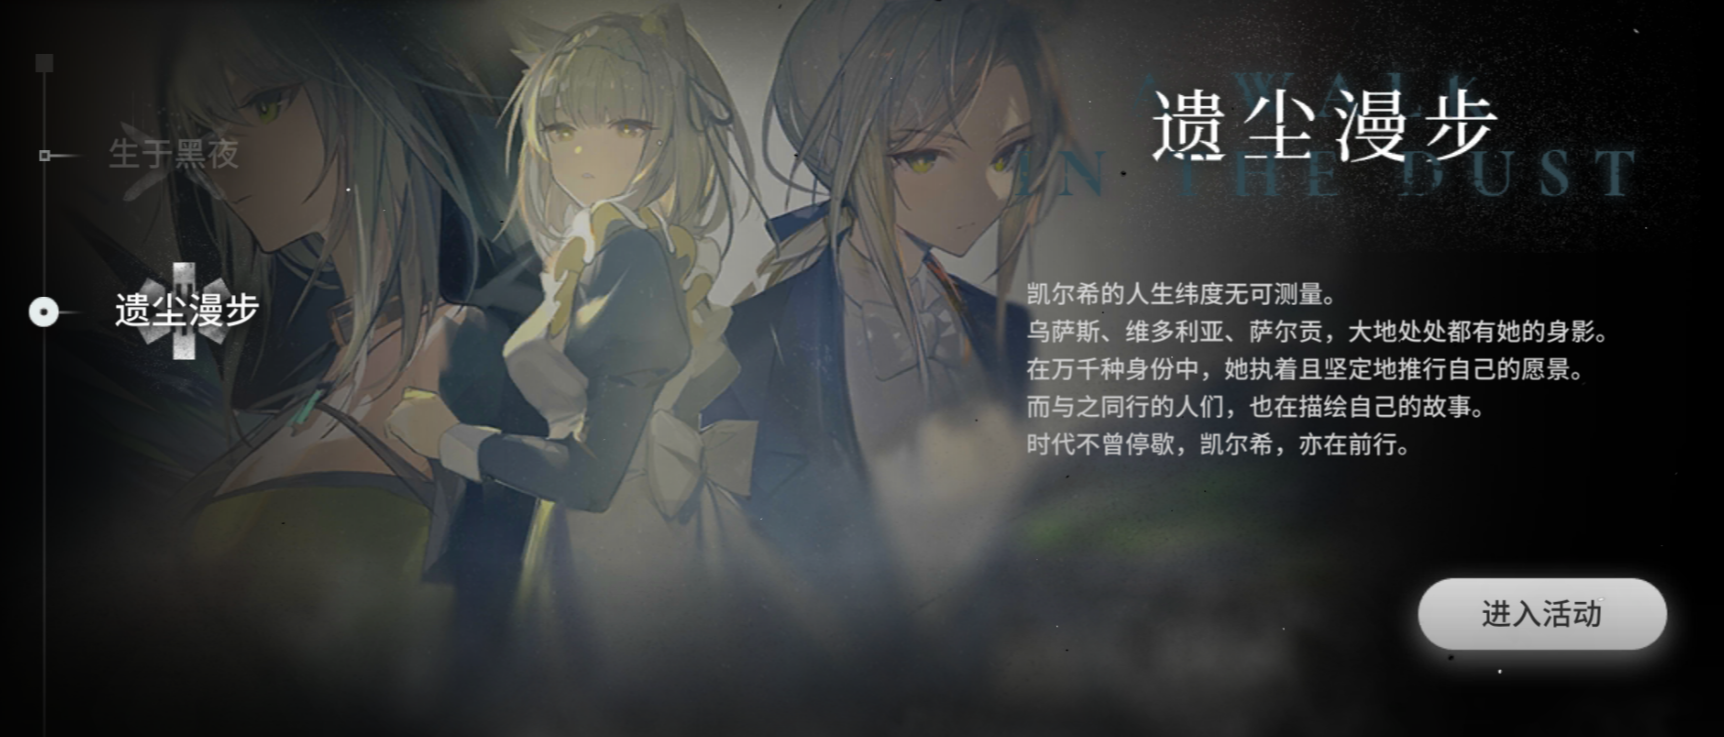 生于黑夜
遗尘漫步
A WALK
遗尘漫步
IN THE DUST
凯尔希的人生纬度无可测量。
乌萨斯、维多利亚、萨尔贡，大地处处都有她的身影。
在万千种身份中，她执着且坚定地推行自己的愿景。
而与之同行的人们，也在描绘自己的故事。
时代不曾停歇，凯尔希，亦在前行。
进入活动